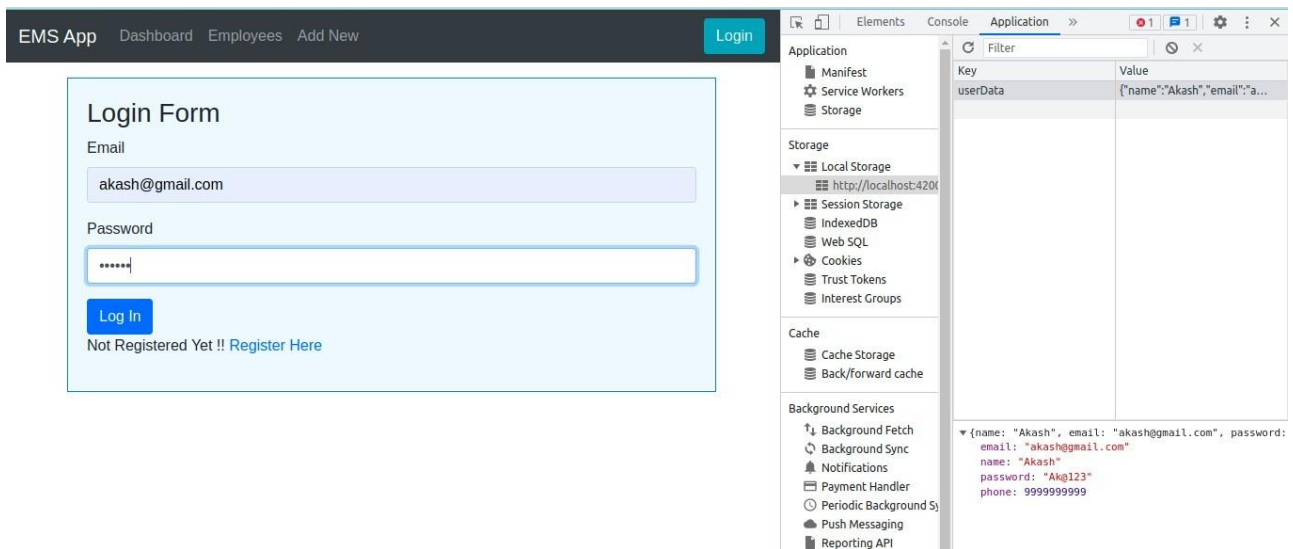 EMS App Dashboard Employees Add New Login
Login Form
Email
akash@gmail.com
Password
••••••
Log In
Not Registered Yet !! Register Here
Elements Console Application » 1 1
Application
Manifest
Service Workers
Storage
Storage
Local Storage
http://localhost:4200
Session Storage
IndexedDB
Web SQL
Cookies
Trust Tokens
Interest Groups
Cache
Cache Storage
Back/forward cache
Background Services
Background Fetch
Background Sync
Notifications
Payment Handler
Periodic Background Sy
Push Messaging
Reporting API
Filter
Key Value
userData {"name":"Akash","email":"a…
{name: "Akash", email: "akash@gmail.com", password:
email: "akash@gmail.com"
name: "Akash"
password: "Ak@123"
phone: 9999999999